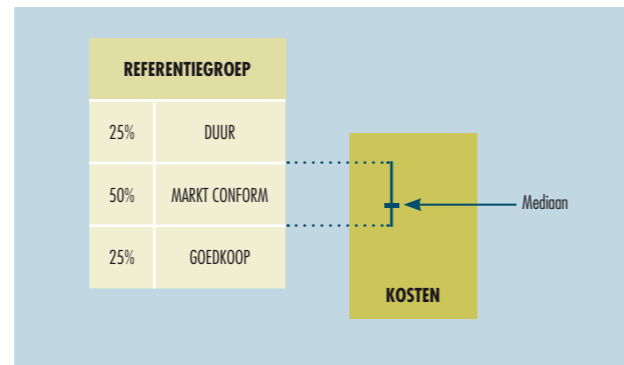 REFERENTIEGROEP
25% DUUR
50% MARKT CONFORM
25% GOEDKOOP
Mediaan
KOSTEN